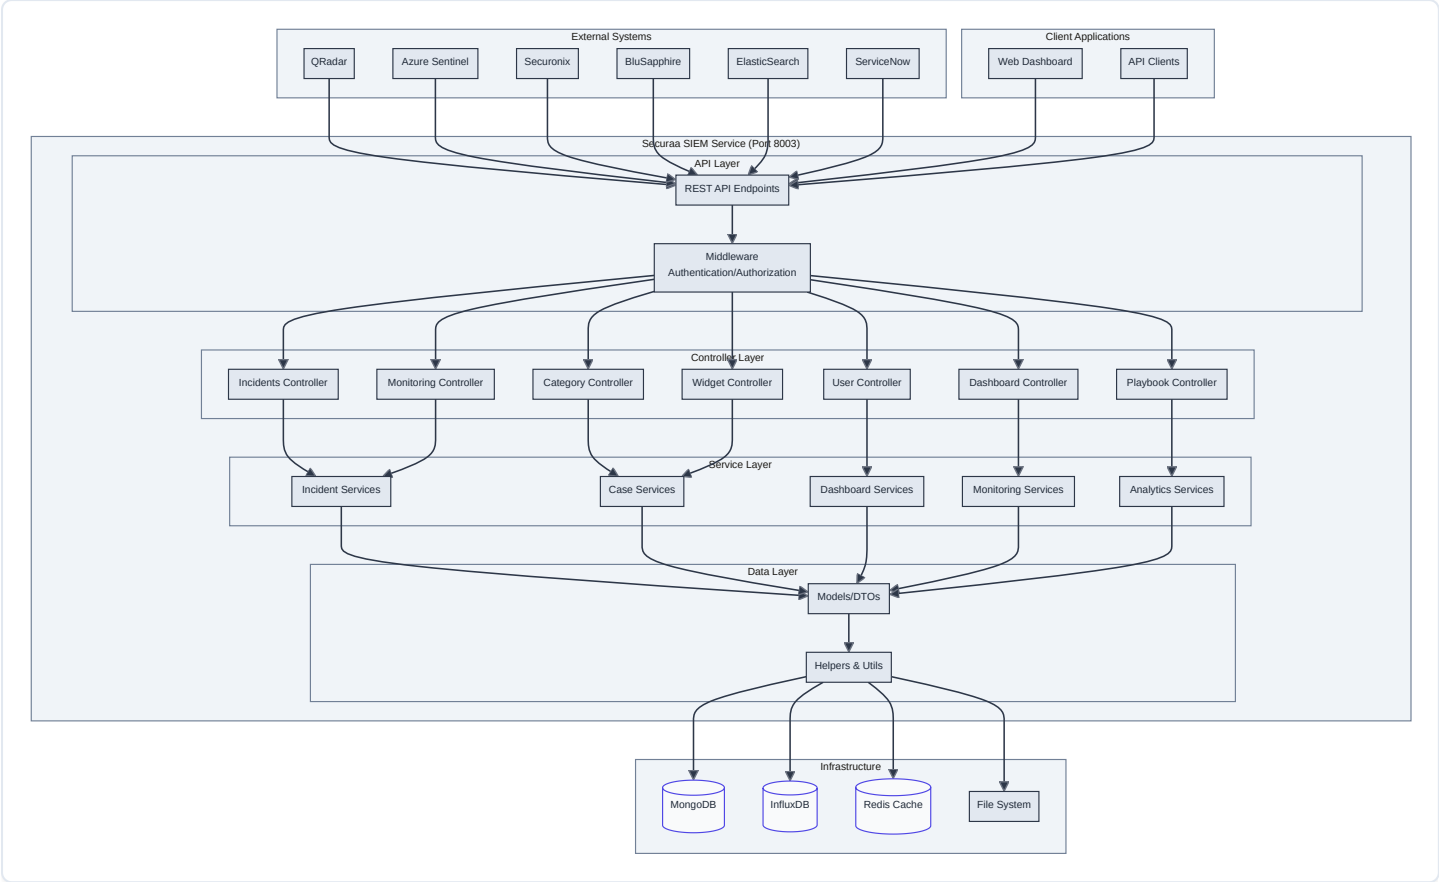 External Systems
Client Applications
QRadar
Azure Sentinel
Securonix
BluSapphire
ElasticSearch
ServiceNow
Web Dashboard
API Clients
Securaa SIEM Service (Port 8003)
API Layer
REST API Endpoints
Middleware
Authentication/Authorization
Controller Layer
Incidents Controller
Monitoring Controller
Category Controller
Widget Controller
User Controller
Dashboard Controller
Playbook Controller
Service Layer
Incident Services
Case Services
Dashboard Services
Monitoring Services
Analytics Services
Data Layer
Models/DTOs
Helpers & Utils
Infrastructure
MongoDB
InfluxDB
Redis Cache
File System